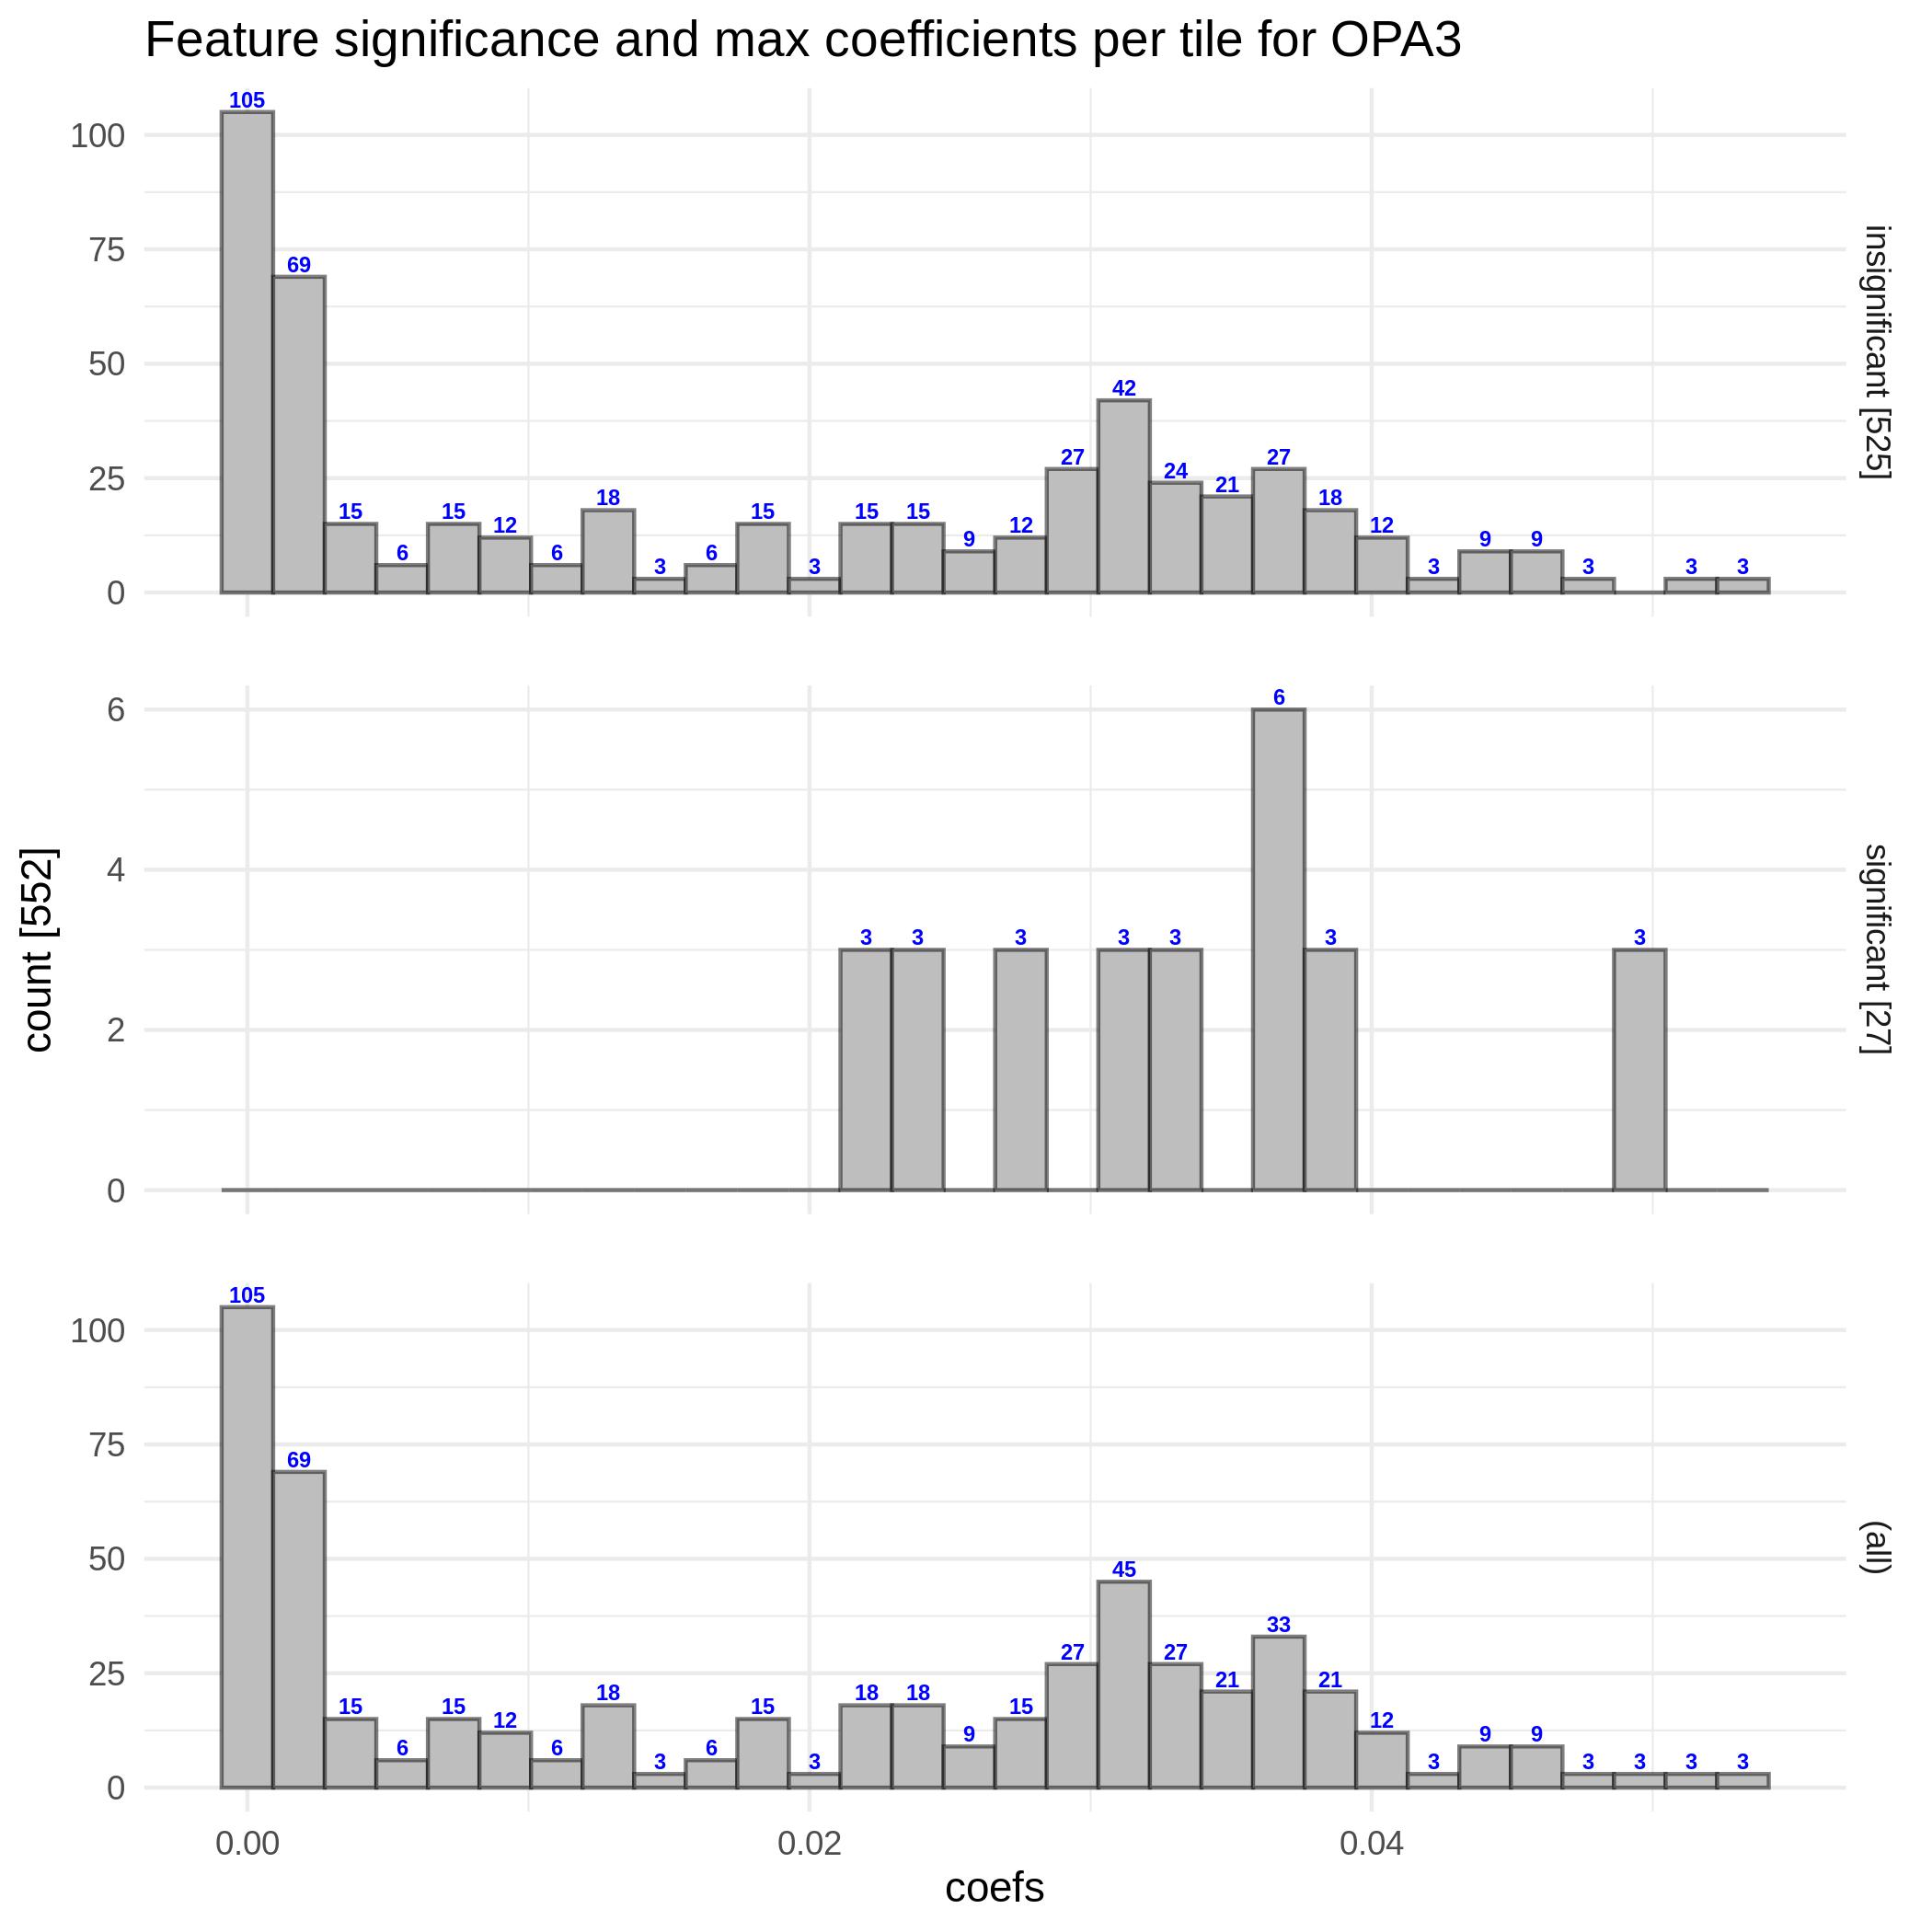 Feature significance and max coefficients per tile for OPA3
105
100
75
69
50
42
27 24 21 27
25
15 6 15 12 6 18 3 6 15 3 15 15 9 12 18 12 3 9 9 3 3 3
0
insignificant [525]
6
6
4
3 3 3 3 3 3 3
2
0
significant [27]
count [552]
105
100
75
69
50
45
27 27 21 33 21
25
15 6 15 12 6 18 3 6 15 3 18 18 9 15 12 3 9 9 3 3 3 3
0
(all)
0.00 0.02 0.04
coefs